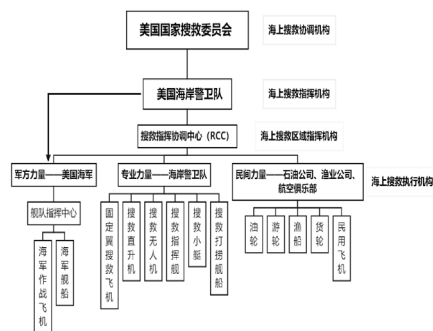 美国国家搜救委员会
海上搜救协调机构
美国海岸警卫队
海上搜救指挥机构
搜救指挥协调中心（RCC）
海上搜救区域指挥机构
军方力量——美国海军
专业力量——海岸警卫队
民间力量——石油公司、渔业公司、
航空俱乐部
海上搜救执行机构
舰队指挥中心
海军作战飞机
海军舰船
固定翼搜救飞机
搜救直升机
搜救无人机
搜救指挥舰
搜救小艇
搜救打捞舰船
油轮
游轮
渔船
货轮
民用飞机